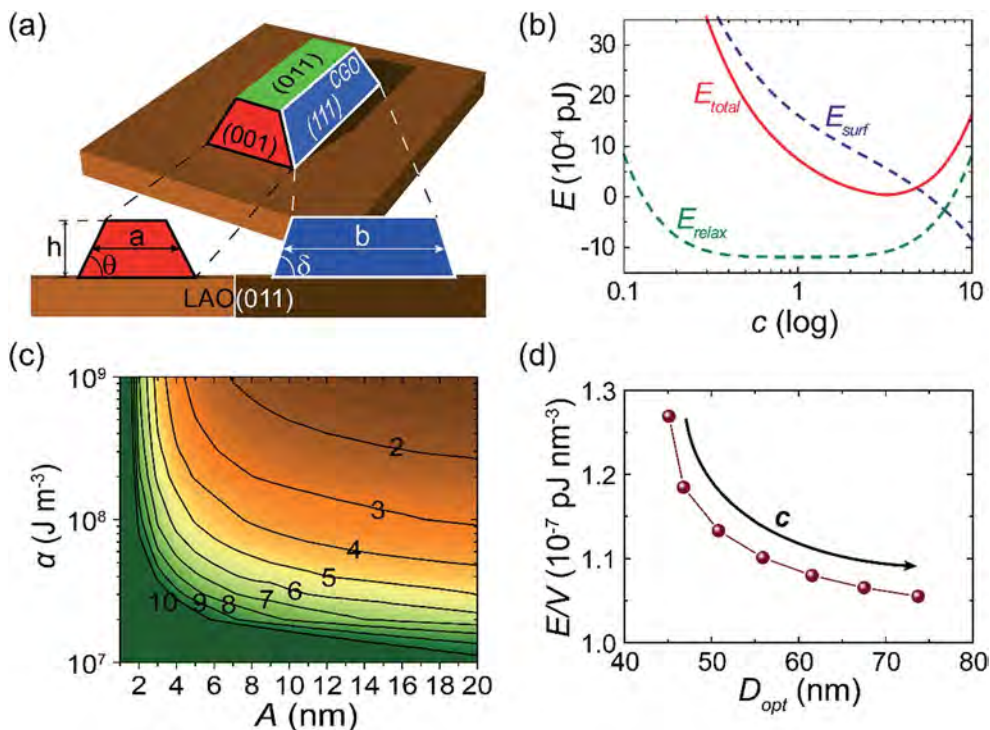 (a)
(011)
CGO
(001)
(111)
h
a
θ
b
δ
LAO(011)
(b)
E (10⁻⁴ pJ)
30
20
10
0
-10
E_total
E_surf
E_relax
0.1
1
10
c (log)
(c)
α (J m⁻³)
10⁹
10⁸
10⁷
2
3
4
5
6
7
8
9
10
2 4 6 8 10 12 14 16 18 20
A (nm)
(d)
E/V (10⁻⁷ pJ nm⁻³)
1.3
1.2
1.1
1.0
c
40 50 60 70 80
D_opt (nm)